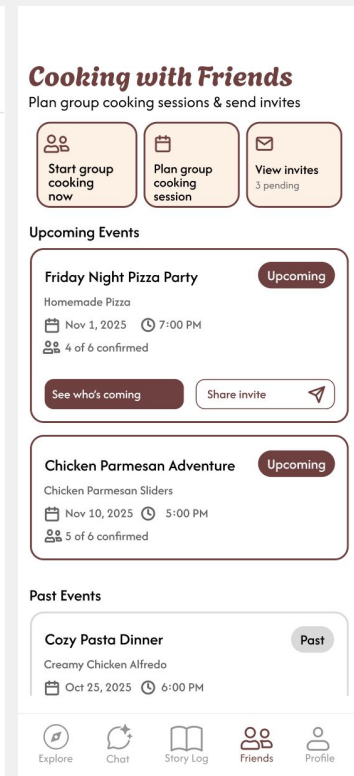 Cooking with Friends
Plan group cooking sessions & send invites
Start group
cooking
now
Plan group
cooking
session
View invites
3 pending
Upcoming Events
Friday Night Pizza Party
Upcoming
Homemade Pizza
Nov 1, 2025 7:00 PM
4 of 6 confirmed
See who's coming
Share invite
Chicken Parmesan Adventure
Upcoming
Chicken Parmesan Sliders
Nov 10, 2025 5:00 PM
5 of 6 confirmed
Past Events
Cozy Pasta Dinner
Past
Creamy Chicken Alfredo
Oct 25, 2025 6:00 PM
Explore
Chat
Story Log
Friends
Profile